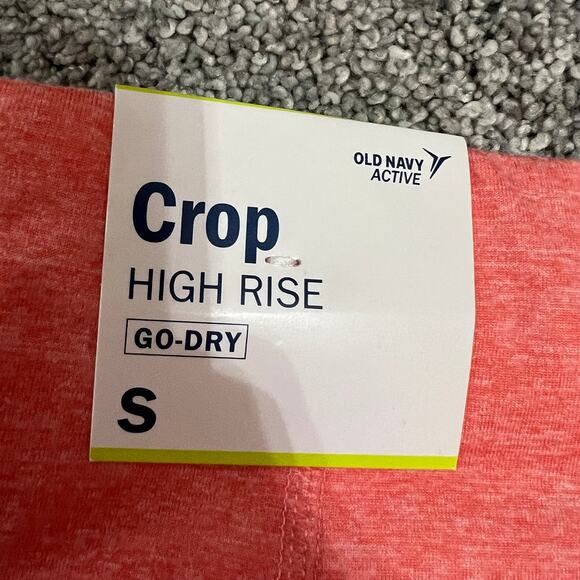 OLD NAVY
ACTIVE
Crop
HIGH RISE
GO-DRY
S